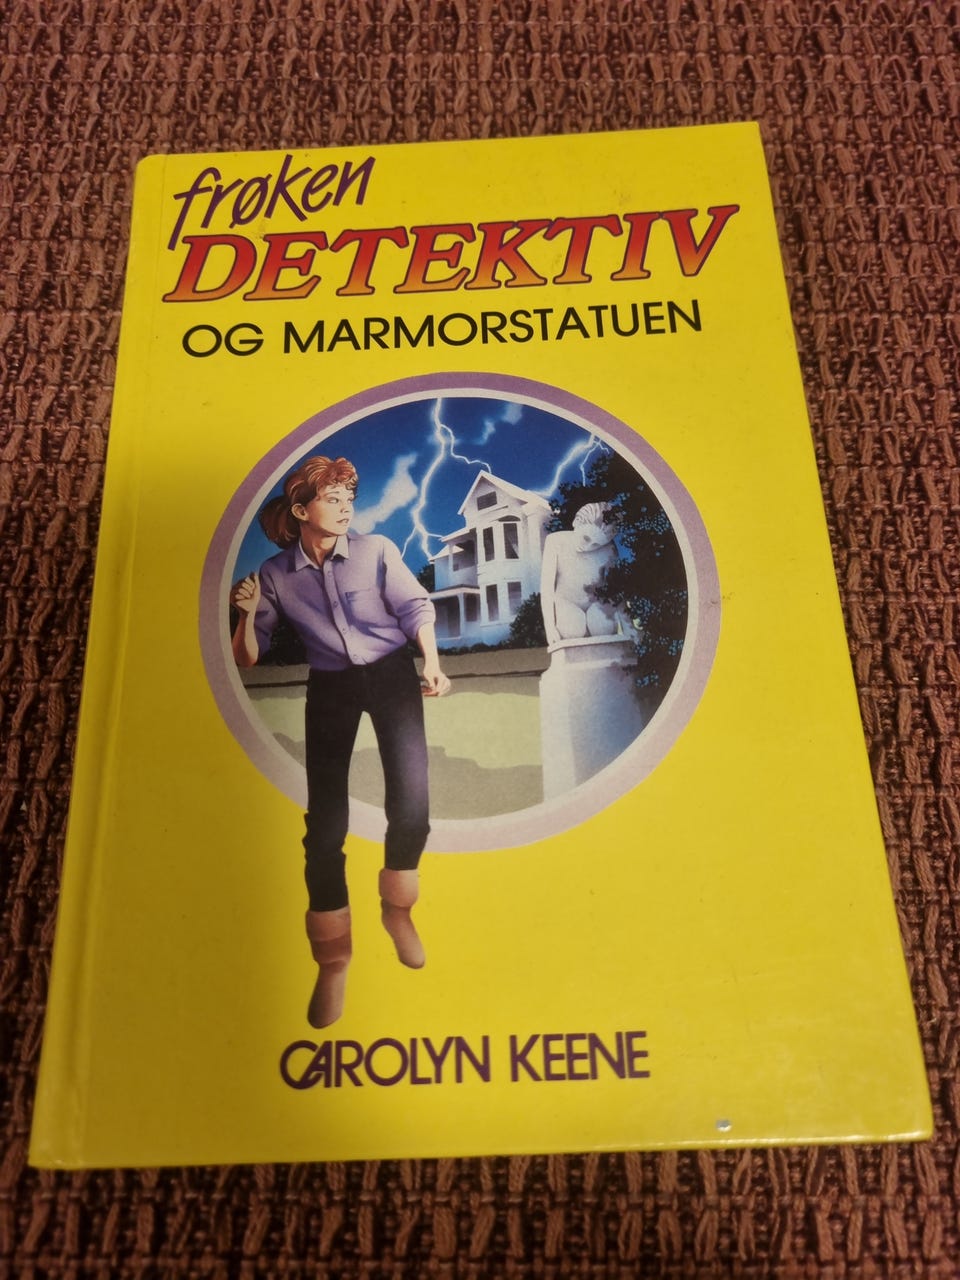 frøken
DETEKTIV
OG MARMORSTATUEN
CAROLYN KEENE